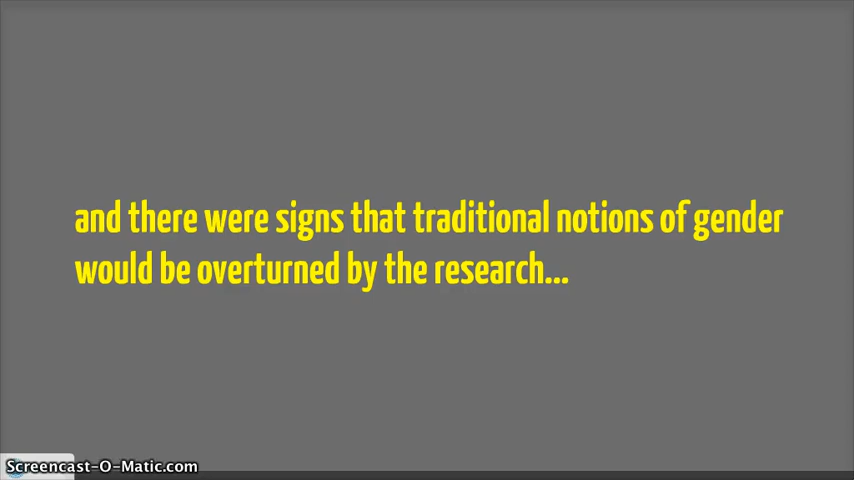 and there were signs that traditional notions of gender
would be overturned by the research...
Screencast-O-Matic.com